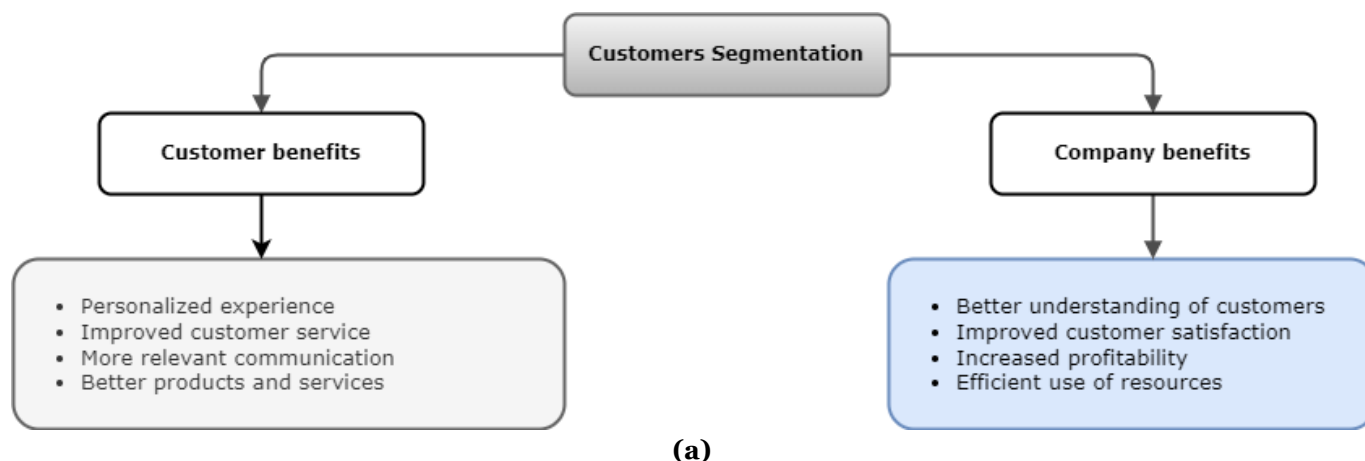 Customers Segmentation
Customer benefits
Company benefits
• Personalized experience
• Improved customer service
• More relevant communication
• Better products and services
• Better understanding of customers
• Improved customer satisfaction
• Increased profitability
• Efficient use of resources
(a)